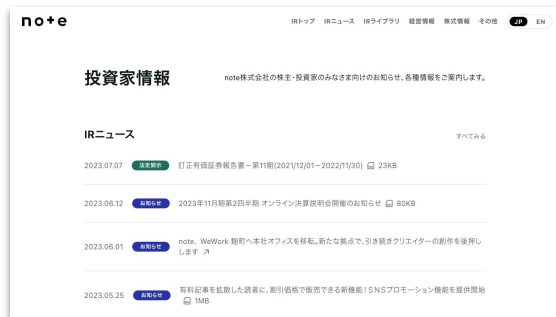 note
IRトップ IRニュース IRライブラリ 経営情報 株式情報 その他 JP EN
投資家情報
note株式会社の株主・投資家のみなさま向けのお知らせ、各種情報をご案内します。
IRニュース
すべてみる
2023.07.07 法定開示 訂正有価証券報告書－第11期(2021/12/01－2022/11/30) 23KB
2023.06.12 お知らせ 2023年11月期第2四半期 オンライン決算説明会開催のお知らせ 80KB
2023.06.01 お知らせ note、WeWork 麹町へ本社オフィスを移転。新たな拠点で、引き続きクリエイターの創作を後押し
します
2023.05.25 お知らせ 有料記事を拡散した読者に、割引価格で販売できる新機能！SNSプロモーション機能を提供開始
1MB